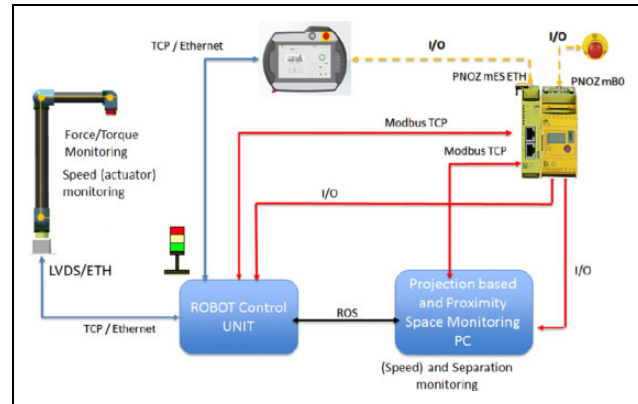 TCP / Ethernet
I/O
I/O
PNOZ mES ETH
PNOZ mB0
Modbus TCP
Force/Torque
Monitoring
Speed (actuator)
monitoring
Modbus TCP
I/O
LVDS/ETH
I/O
ROBOT Control
UNIT
Projection based
and Proximity
Space Monitoring
PC
TCP / Ethernet
ROS
(Speed) and Separation
monitoring